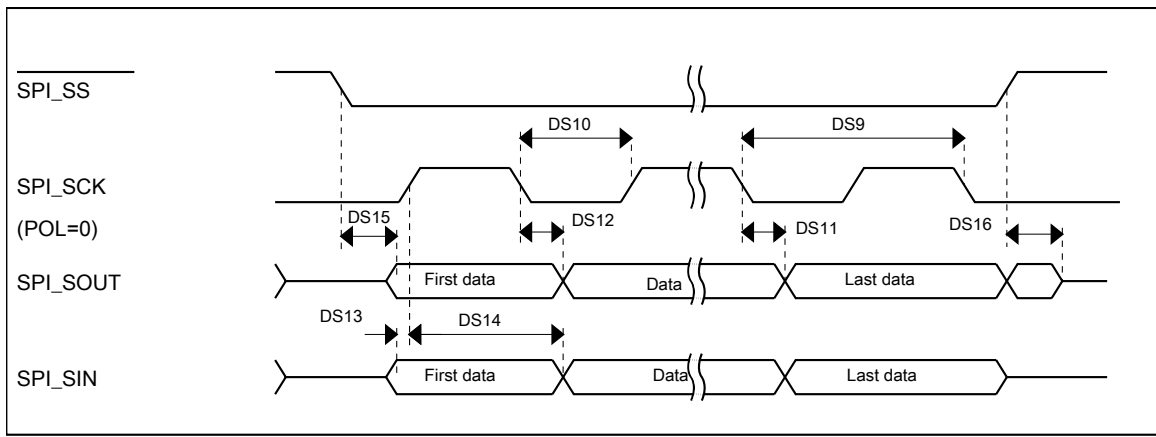 SPI_SS
DS10
DS9
SPI_SCK
(POL=0)
DS15
DS12
DS11
DS16
SPI_SOUT
First data
Data
Last data
DS13
DS14
SPI_SIN
First data
Data
Last data